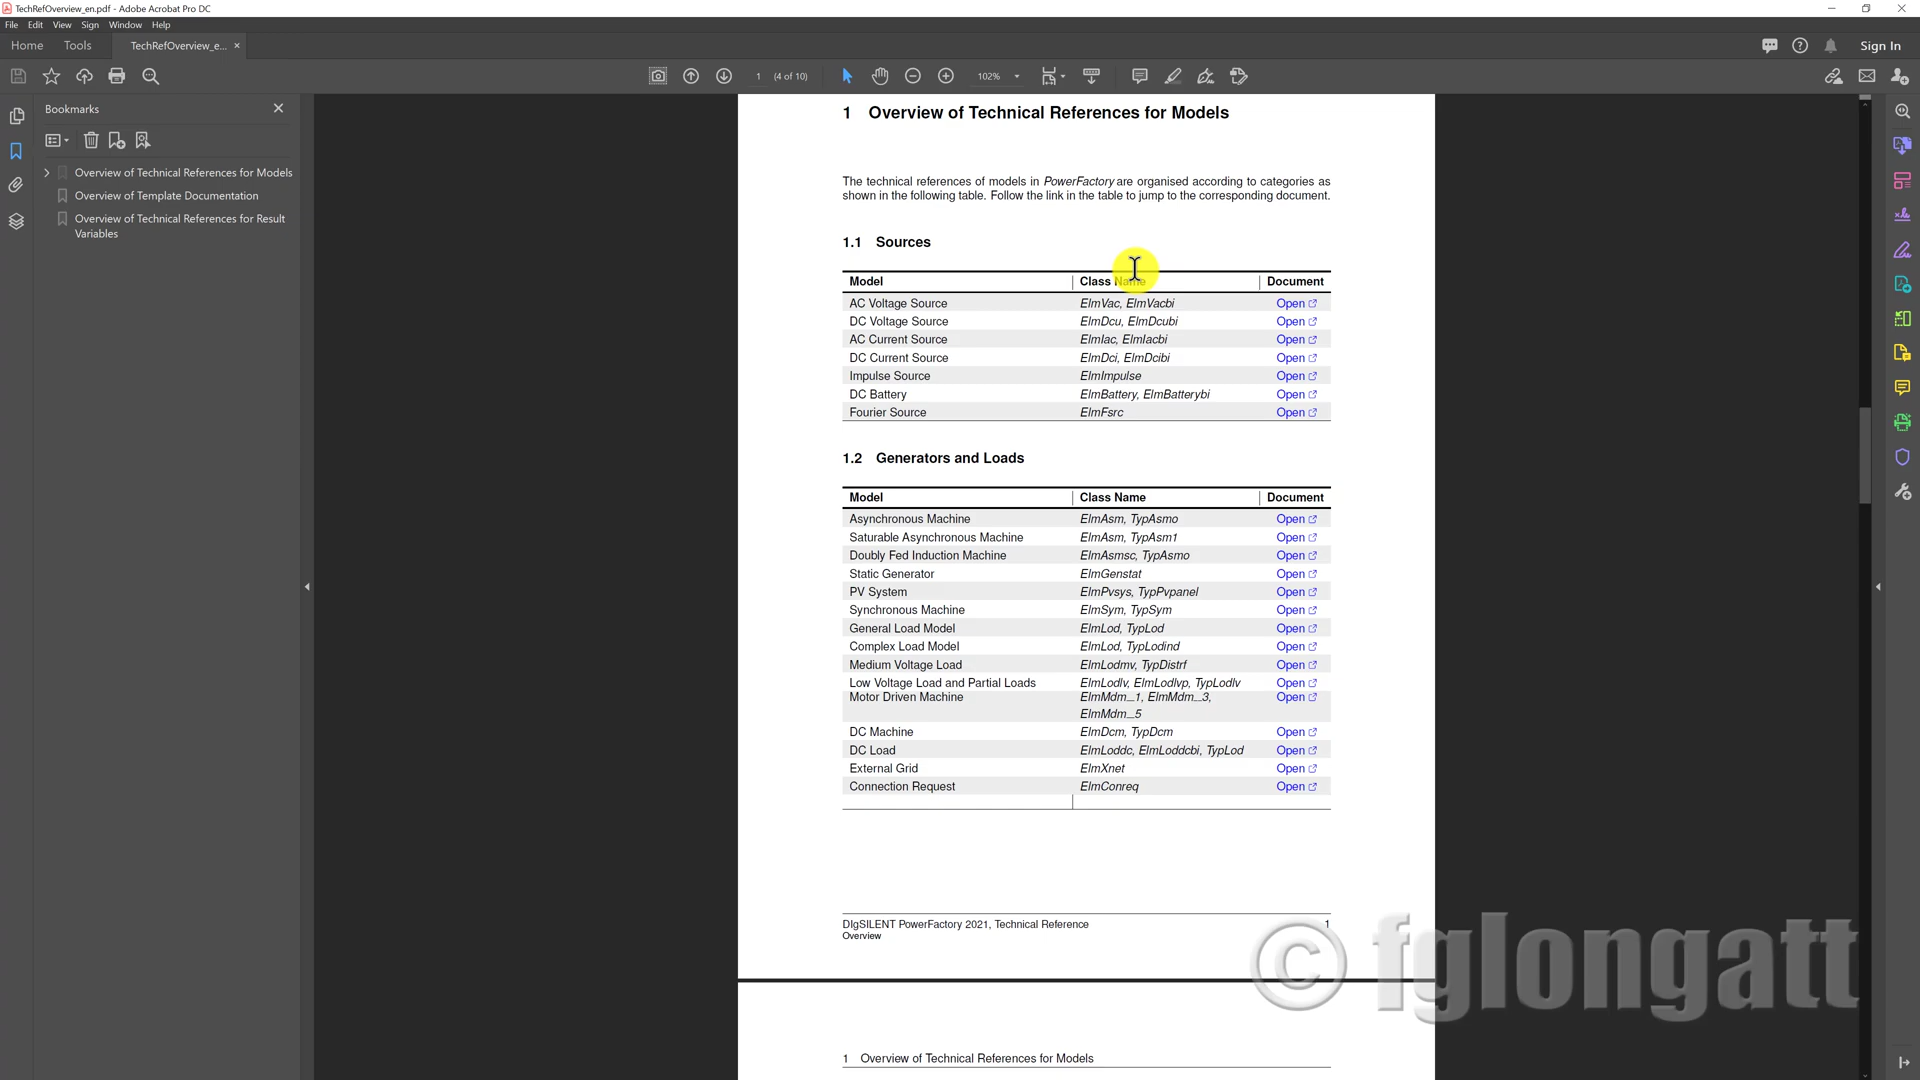 TechRefOverview_en.pdf - Adobe Acrobat Pro DC
File Edit View Sign Window Help
Home Tools TechRefOverview_e... ×
Sign In
1 (4 of 10) 102%
Bookmarks
Overview of Technical References for Models
Overview of Template Documentation
Overview of Technical References for Result
Variables
1 Overview of Technical References for Models
The technical references of models in PowerFactory are organised according to categories as
shown in the following table. Follow the link in the table to jump to the corresponding document.
1.1 Sources
Model Class Name Document
AC Voltage Source ElmVac, ElmVacbi Open
DC Voltage Source ElmDcu, ElmDcubi Open
AC Current Source ElmIac, ElmIacbi Open
DC Current Source ElmDci, ElmDcibi Open
Impulse Source ElmImpulse Open
DC Battery ElmBattery, ElmBatterybi Open
Fourier Source ElmFsrc Open
1.2 Generators and Loads
Model Class Name Document
Asynchronous Machine ElmAsm, TypAsmo Open
Saturable Asynchronous Machine ElmAsm, TypAsm1 Open
Doubly Fed Induction Machine ElmAsmsc, TypAsmo Open
Static Generator ElmGenstat Open
PV System ElmPvsys, TypPvpanel Open
Synchronous Machine ElmSym, TypSym Open
General Load Model ElmLod, TypLod Open
Complex Load Model ElmLod, TypLodind Open
Medium Voltage Load ElmLodmv, TypDistrf Open
Low Voltage Load and Partial Loads ElmLodlv, ElmLodlvp, TypLodlv Open
Motor Driven Machine ElmMdm_1, ElmMdm_3, Open
ElmMdm_5
DC Machine ElmDcm, TypDcm Open
DC Load ElmLoddc, ElmLoddcbi, TypLod Open
External Grid ElmXnet Open
Connection Request ElmConreq Open
DIgSILENT PowerFactory 2021, Technical Reference 1
Overview
© fglongatt
1 Overview of Technical References for Models